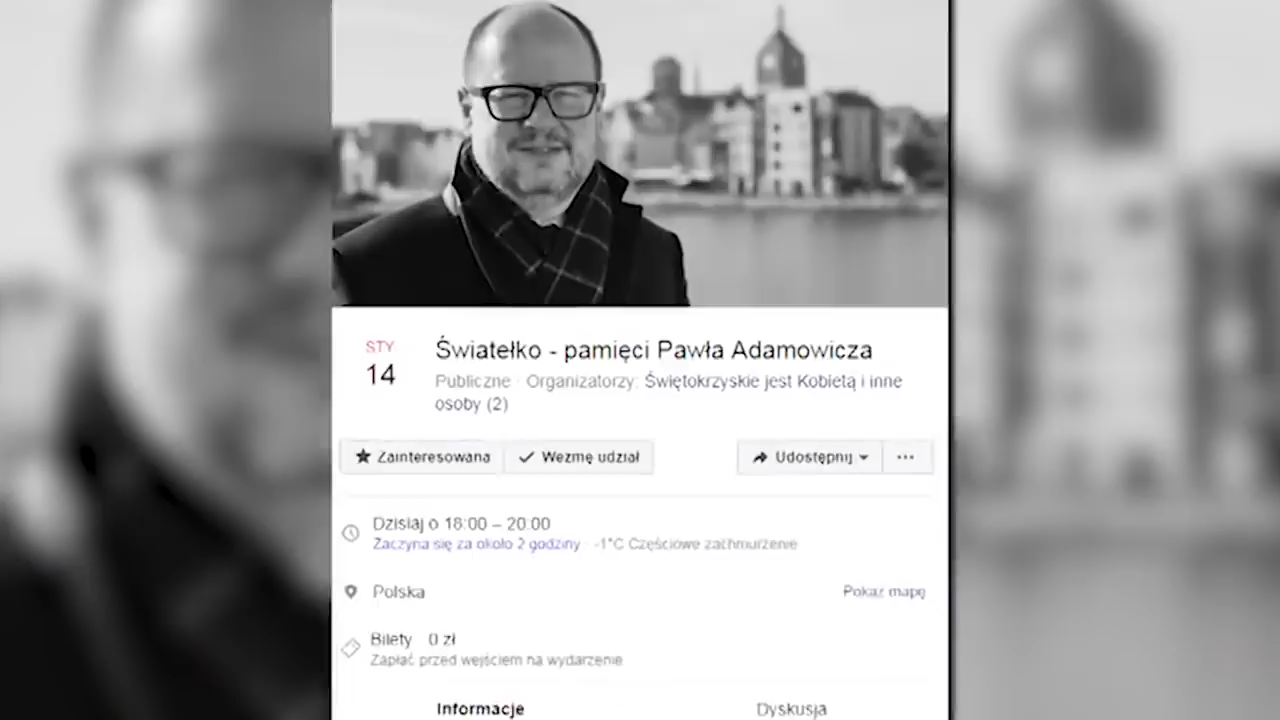 STY
14
Światełko - pamięci Pawła Adamowicza
Publiczne · Organizatorzy: Świętokrzyskie jest Kobietą i inne
osoby (2)
Zainteresowana
Wezmę udział
Udostępnij
Dzisiaj o 18:00 – 20:00
Zaczyna się za około 2 godziny · -1°C Częściowe zachmurzenie
Polska
Pokaż mapę
Bilety 0 zł
Zapłać przed wejściem na wydarzenie
Informacje
Dyskusja